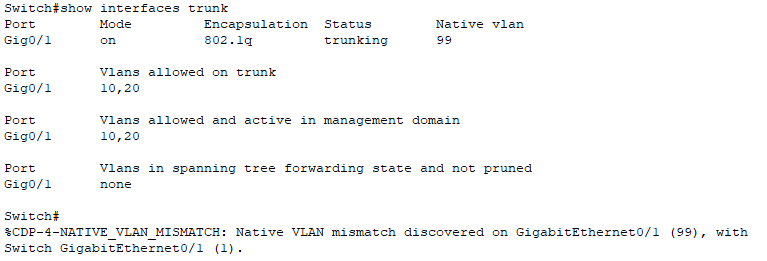 Switch#show interfaces trunk
Port        Mode         Encapsulation  Status        Native vlan
Gig0/1      on           802.1q         trunking      99
Port        Vlans allowed on trunk
Gig0/1      10,20
Port        Vlans allowed and active in management domain
Gig0/1      10,20
Port        Vlans in spanning tree forwarding state and not pruned
Gig0/1      none
Switch#
%CDP-4-NATIVE_VLAN_MISMATCH: Native VLAN mismatch discovered on GigabitEthernet0/1 (99), with
Switch GigabitEthernet0/1 (1).